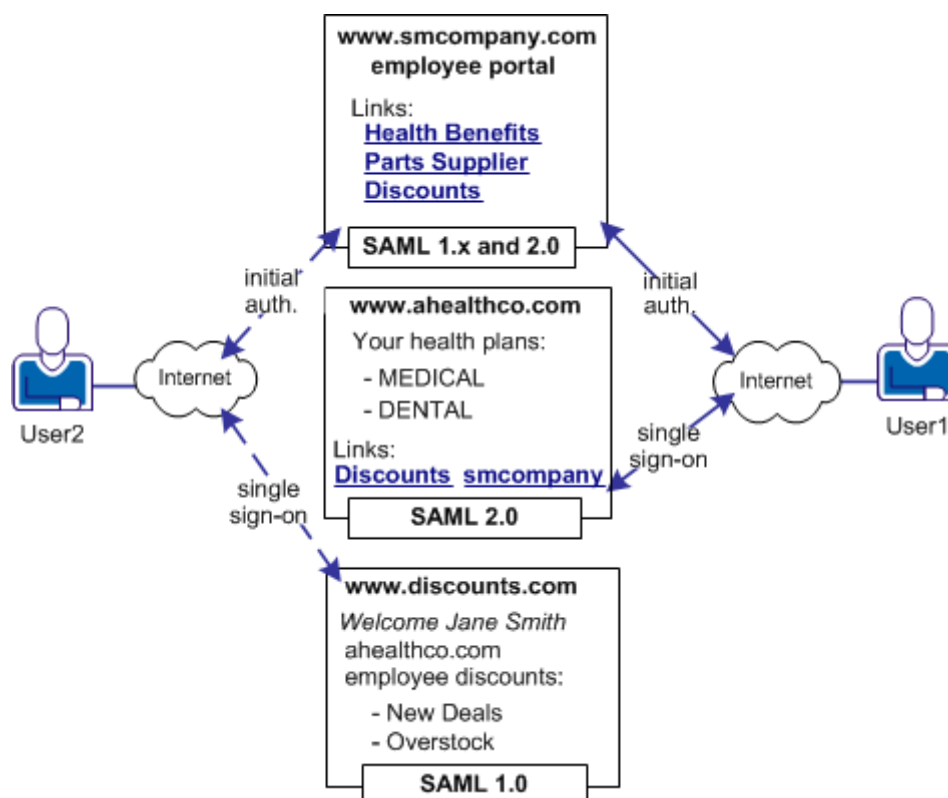 www.smcompany.com
employee portal
Links:
Health Benefits
Parts Supplier
Discounts
SAML 1.x and 2.0
initial
auth.
initial
auth.
www.ahealthco.com
Your health plans:
- MEDICAL
- DENTAL
Links:
Discounts smcompany
SAML 2.0
Internet
User2
Internet
User1
single
sign-on
single
sign-on
www.discounts.com
Welcome Jane Smith
ahealthco.com
employee discounts:
- New Deals
- Overstock
SAML 1.0